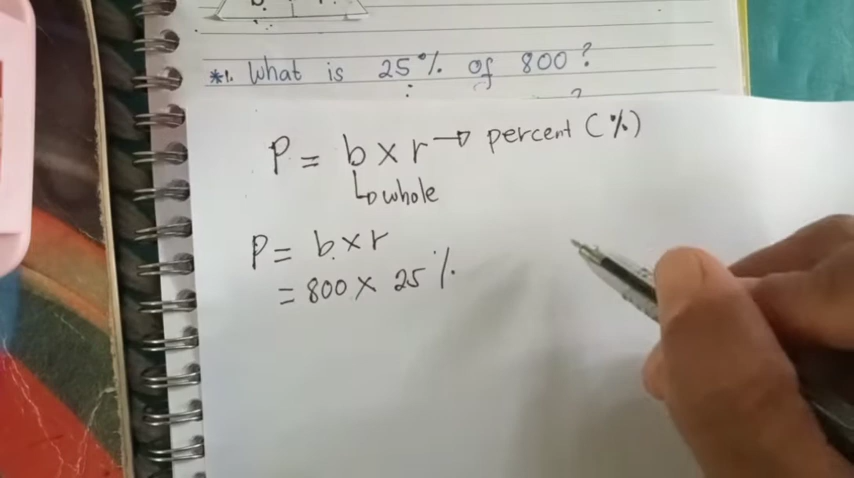 *1. What is 25% of 800?
?
P = b x r → percent (%)
↳ whole
P = b x r
= 800 x 25%